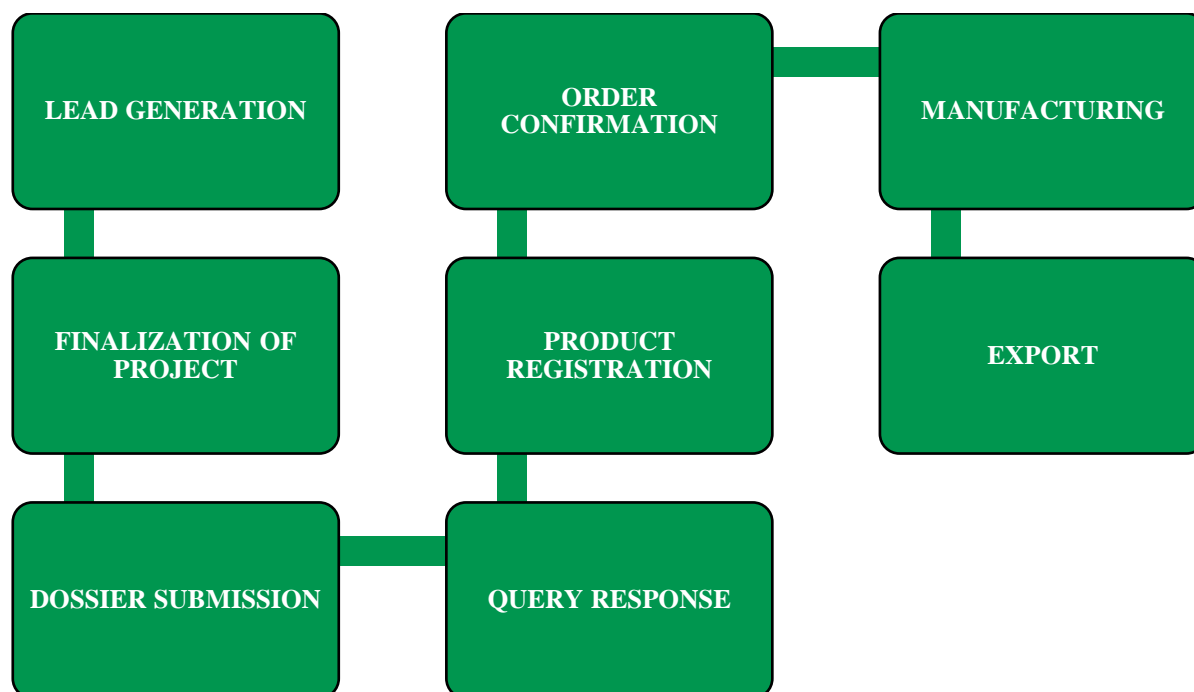 LEAD GENERATION
FINALIZATION OF
PROJECT
DOSSIER SUBMISSION
QUERY RESPONSE
PRODUCT
REGISTRATION
ORDER
CONFIRMATION
MANUFACTURING
EXPORT